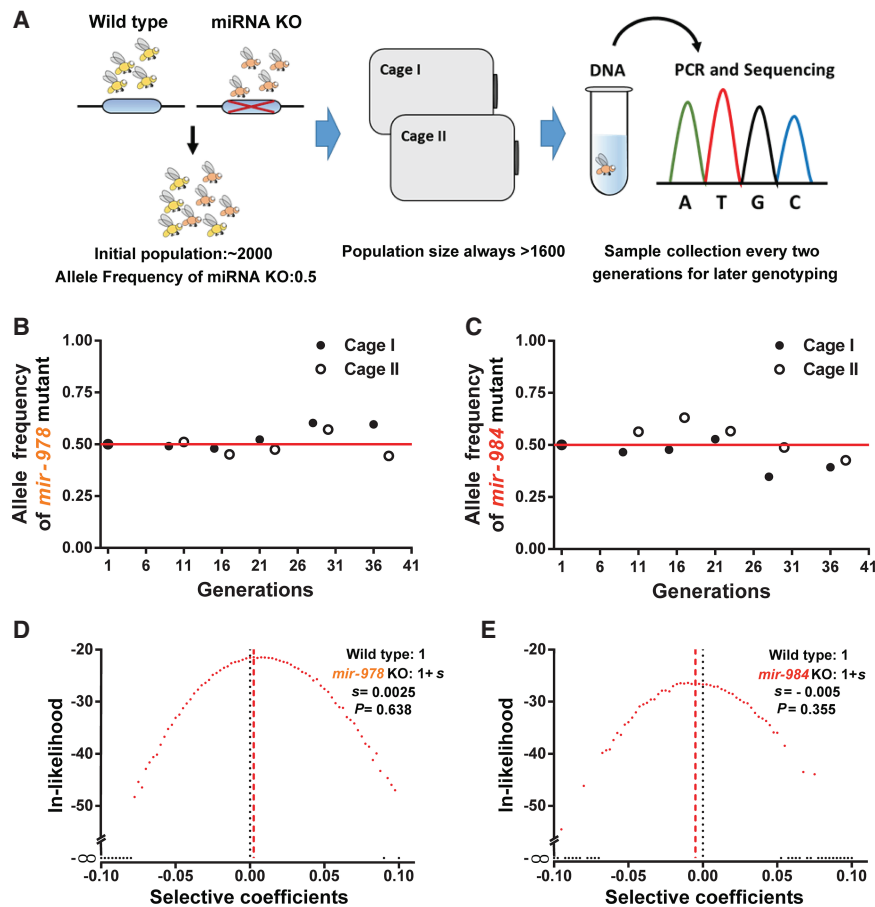 A
Wild type
miRNA KO
Initial population:~2000
Allele Frequency of miRNA KO:0.5
Cage I
Cage II
Population size always >1600
DNA
PCR and Sequencing
A T G C
Sample collection every two
generations for later genotyping
B
Allele frequency
of mir-978 mutant
1.00
0.75
0.50
0.25
0.00
Cage I
Cage II
1 6 11 16 21 26 31 36 41
Generations
C
Allele frequency
of mir-984 mutant
1.00
0.75
0.50
0.25
0.00
Cage I
Cage II
1 6 11 16 21 26 31 36 41
Generations
D
ln-likelihood
-20
-30
-40
-50
-∞
Wild type: 1
mir-978 KO: 1+ s
s= 0.0025
P= 0.638
-0.10 -0.05 0.00 0.05 0.10
Selective coefficients
E
ln-likelihood
-20
-30
-40
-50
-∞
Wild type: 1
mir-984 KO: 1+s
s= - 0.005
P= 0.355
-0.10 -0.05 0.00 0.05 0.10
Selective coefficients